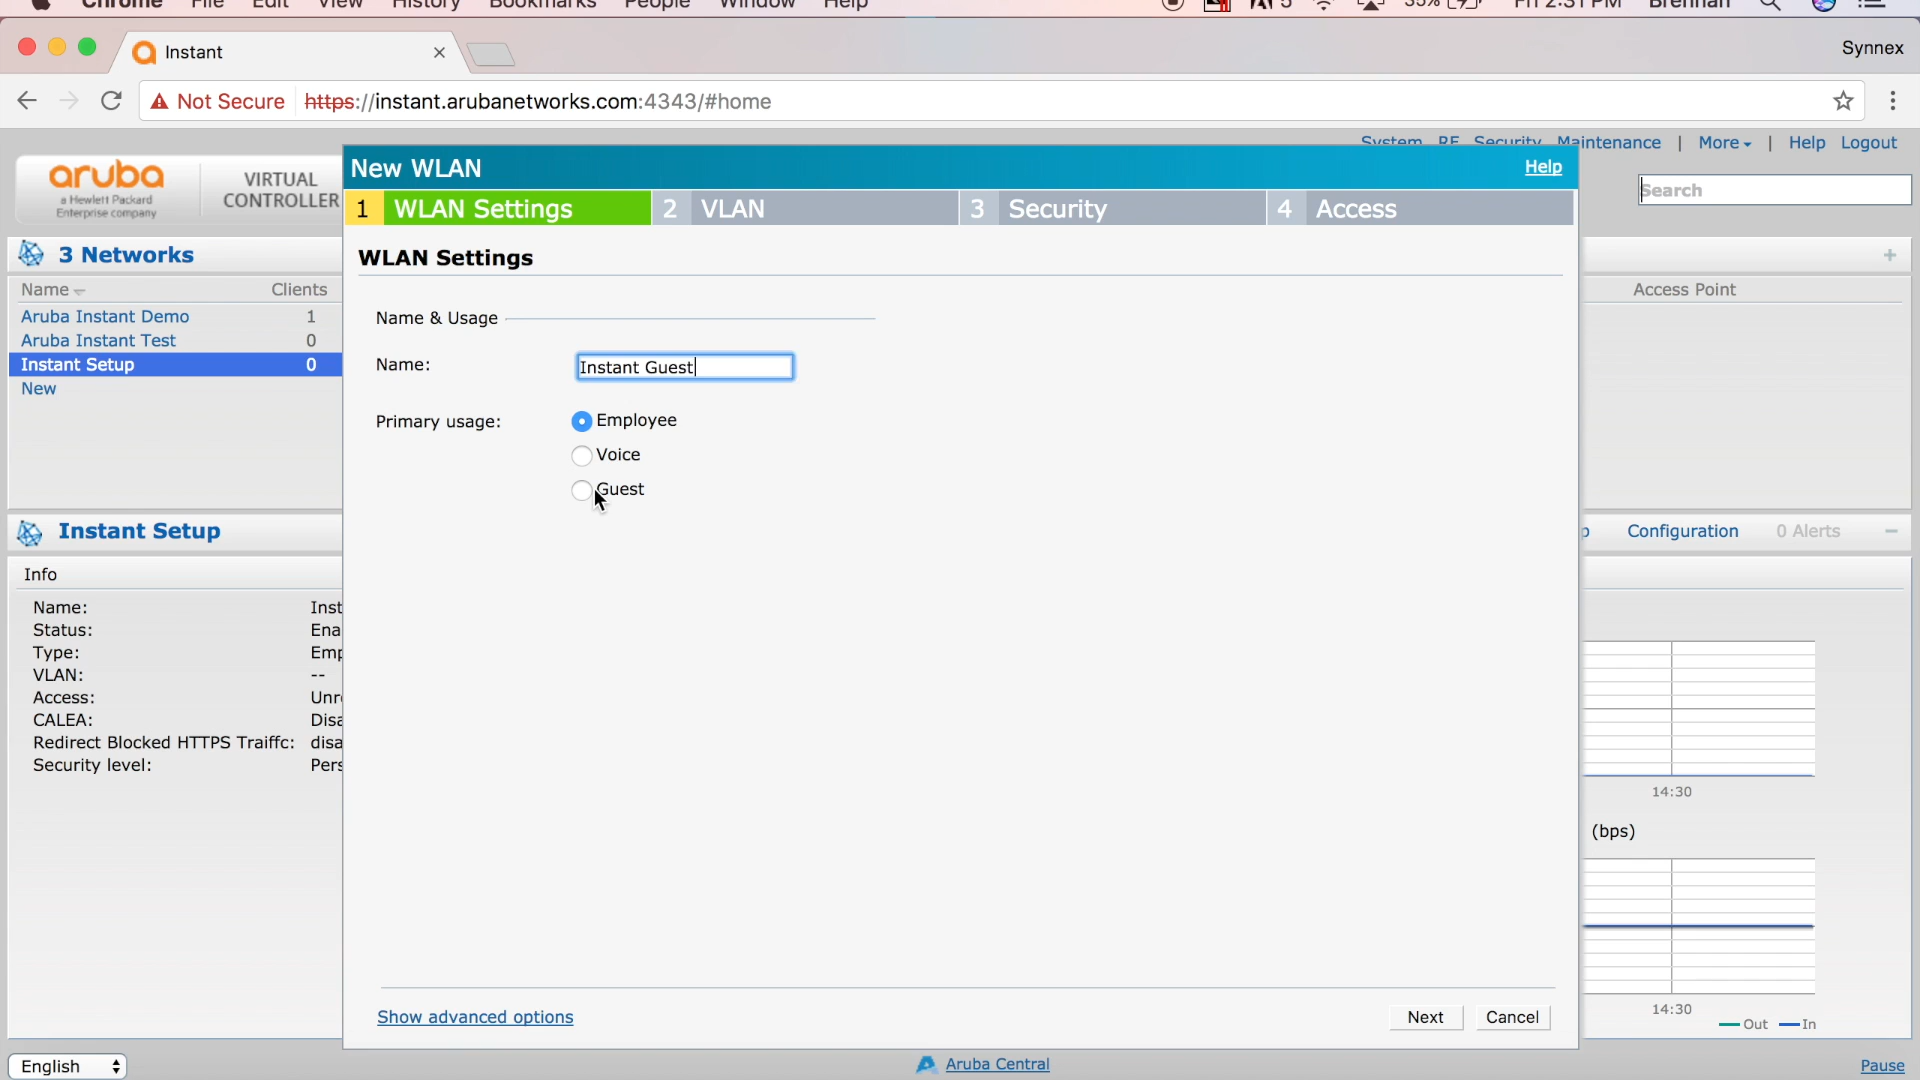 Chrome File Edit View History Bookmarks People Window Help 5 35% Fri 2:31 PM Brennan
Instant Synnex
Not Secure https://instant.arubanetworks.com:4343/#home
System RF Security Maintenance | More | Help Logout
aruba
a Hewlett Packard
Enterprise company
VIRTUAL
CONTROLLER
New WLAN Help
Search
1 WLAN Settings 2 VLAN 3 Security 4 Access
3 Networks +
WLAN Settings
Name Clients Access Point
Aruba Instant Demo 1
Aruba Instant Test 0
Instant Setup 0
New
Name & Usage
Name: Instant Guest
Primary usage: Employee
Voice
Guest
Instant Setup p Configuration 0 Alerts
Info
Name: Inst
Status: Ena
Type: Emp
VLAN: --
Access: Unr
CALEA: Disa
Redirect Blocked HTTPS Traiffc: disa
Security level: Pers
14:30
(bps)
14:30
Out In
Show advanced options Next Cancel
English Aruba Central Pause